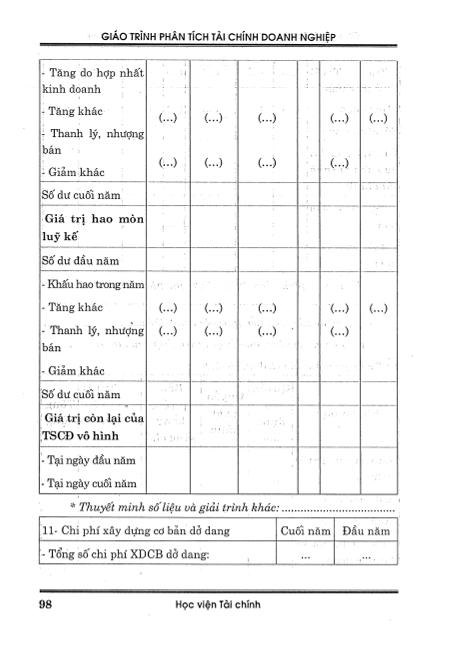 GIÁO TRÌNH PHÂN TÍCH TÀI CHÍNH DOANH NGHIỆP
- Tăng do hợp nhất
kinh doanh
- Tăng khác (...) (...) (...) (...) (...)
- Thanh lý, nhượng
bán
(...) (...) (...) (...)
- Giảm khác
Số dư cuối năm
Giá trị hao mòn
luỹ kế
Số dư đầu năm
- Khấu hao trong năm
- Tăng khác (...) (...) (...) (...) (...)
- Thanh lý, nhượng (...) (...) (...) (...)
bán
- Giảm khác
Số dư cuối năm
Giá trị còn lại của
TSCĐ vô hình
- Tại ngày đầu năm
- Tại ngày cuối năm
* Thuyết minh số liệu và giải trình khác: ................................
11- Chi phí xây dựng cơ bản dở dang Cuối năm Đầu năm
- Tổng số chi phí XDCB dở dang: ... ...
98 Học viện Tài chính